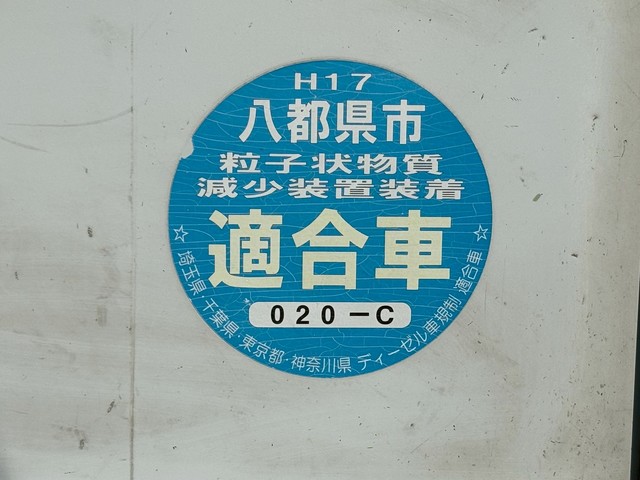 H17
八都県市
粒子状物質
減少装置装着
適合車
020-C
☆埼玉県・千葉県・東京都・神奈川県 ディーゼル車規制 適合車☆